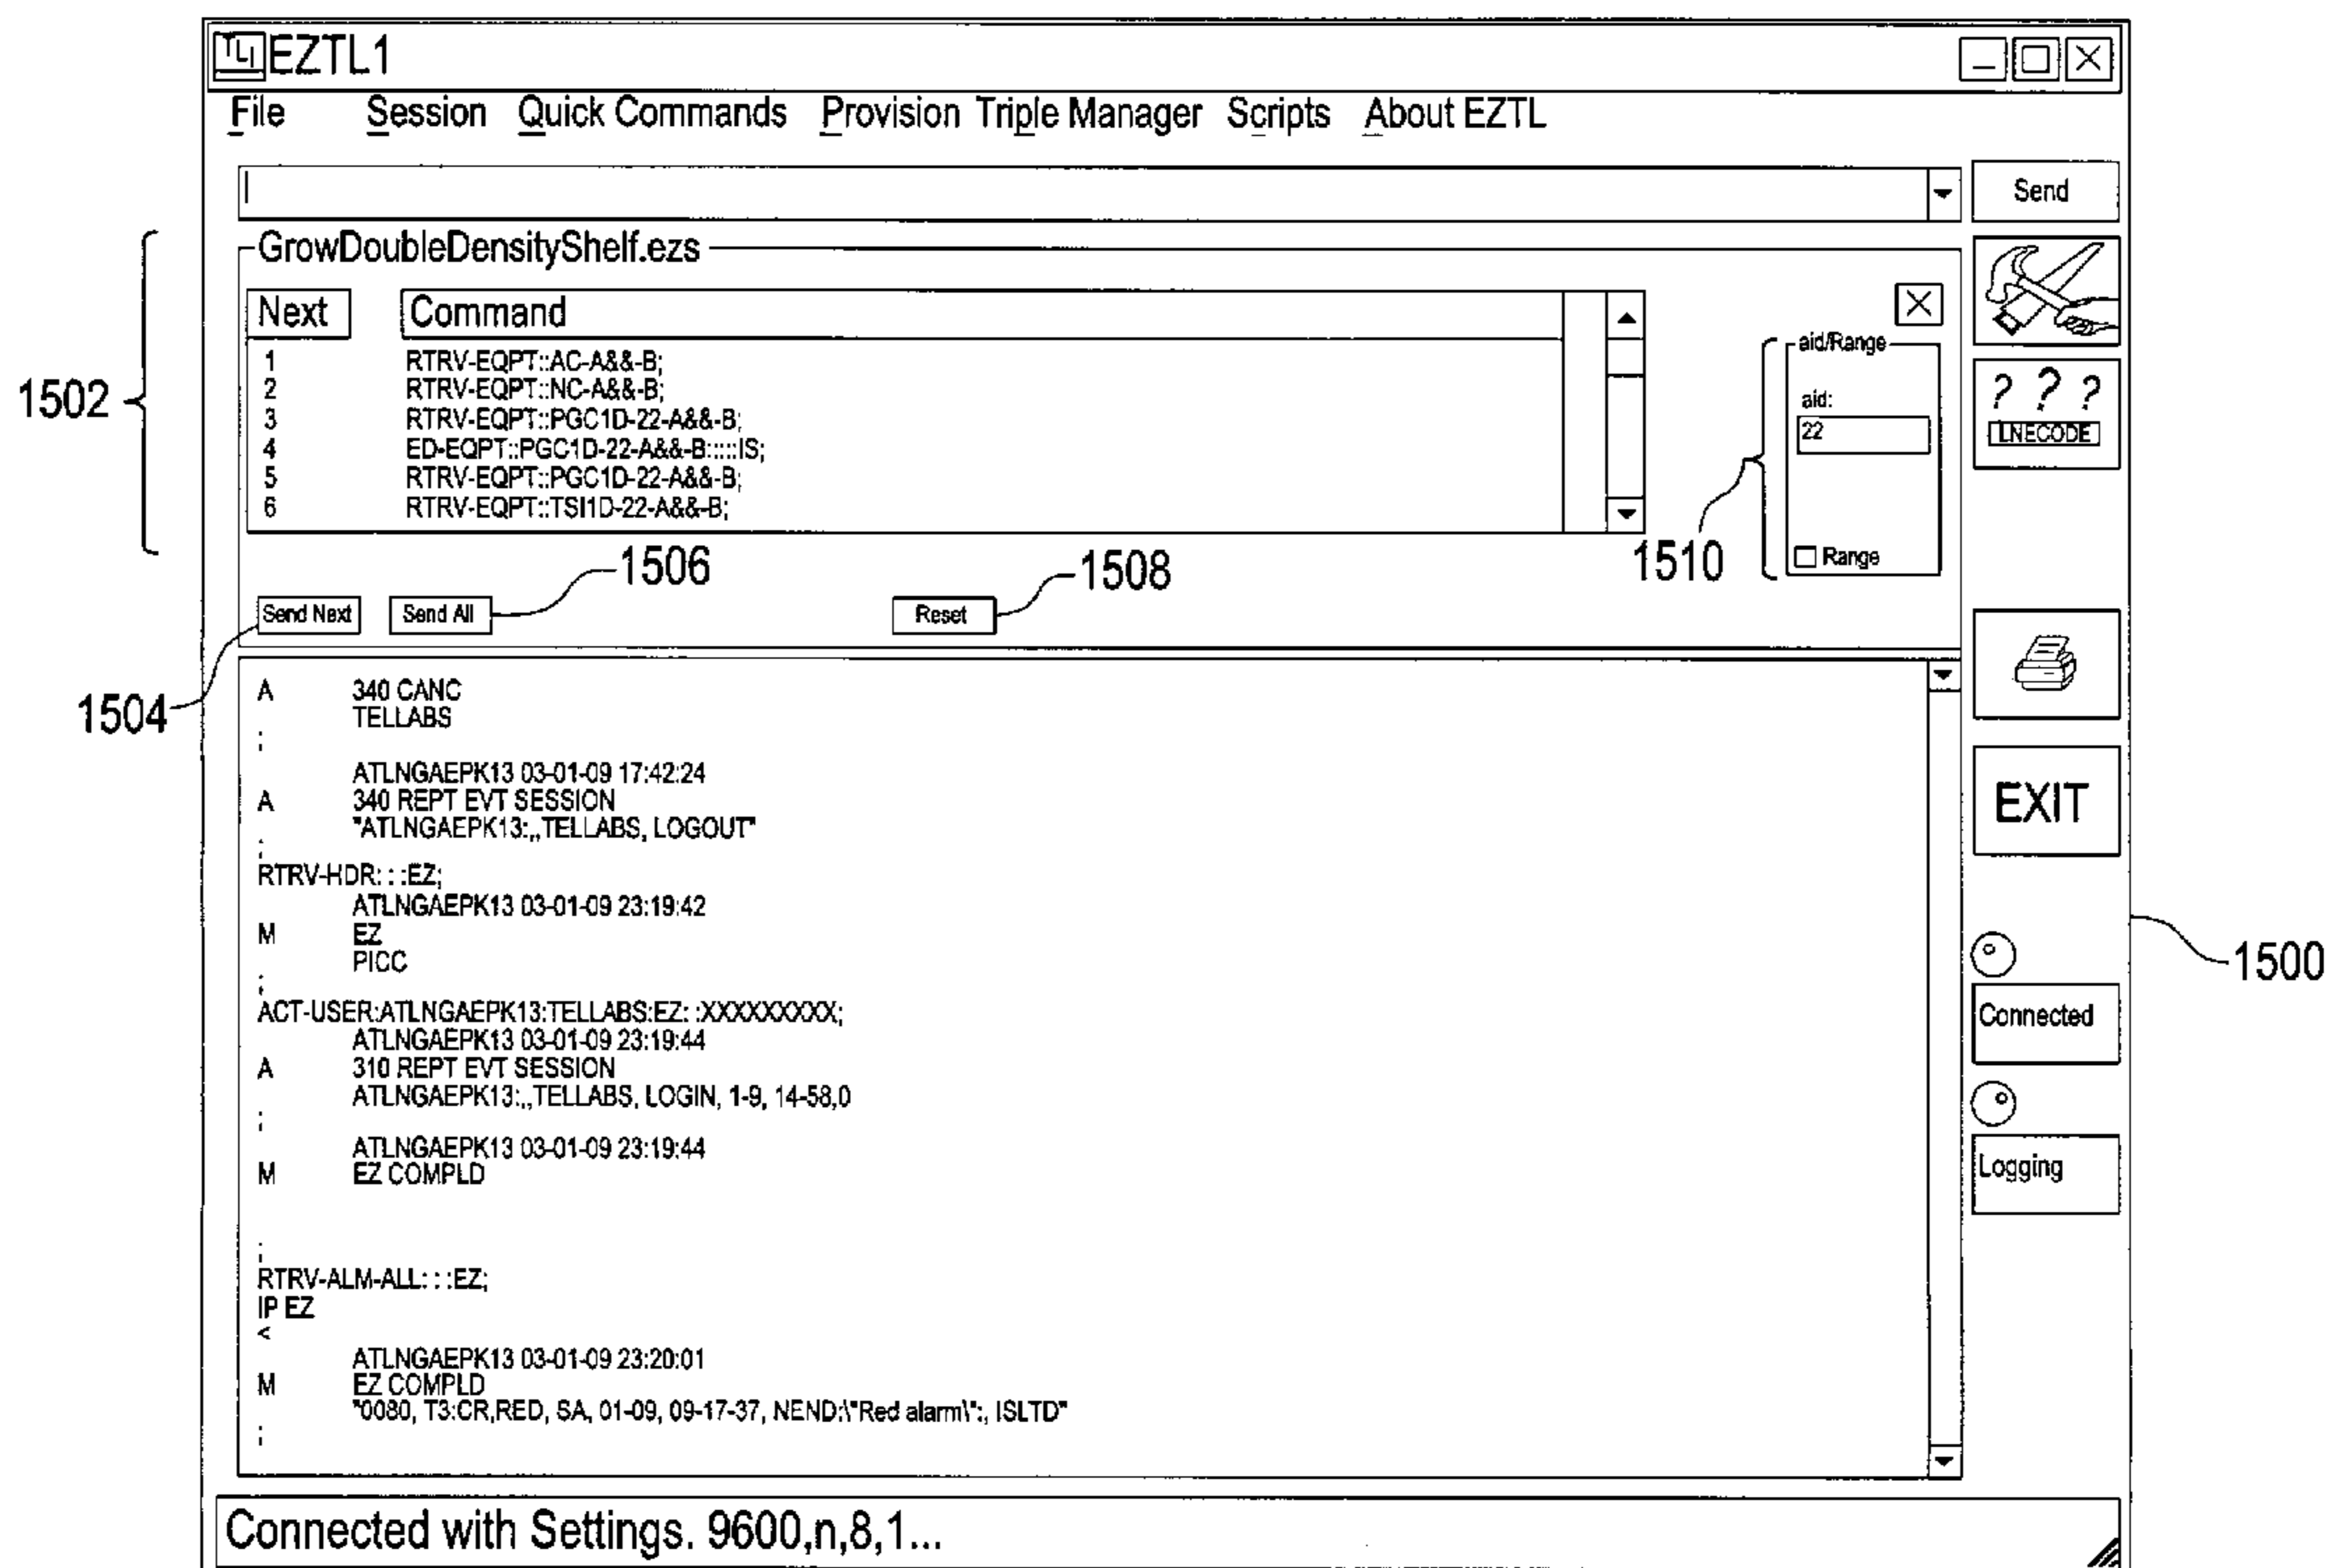 TL1 EZTL1
File Session Quick Commands Provision Triple Manager Scripts About EZTL
Send
GrowDoubleDensityShelf.ezs
Next Command
1 RTRV-EQPT::AC-A&&-B;
2 RTRV-EQPT::NC-A&&-B;
3 RTRV-EQPT::PGC1D-22-A&&-B;
4 ED-EQPT::PGC1D-22-A&&-B:::::IS;
5 RTRV-EQPT::PGC1D-22-A&&-B;
6 RTRV-EQPT::TSI1D-22-A&&-B;
aid/Range
aid:
22
Range
? ? ?
LNECODE
1502
1506
1508
1510
Send Next Send All Reset
1504
A 340 CANC
TELLABS
;
ATLNGAEPK13 03-01-09 17:42:24
A 340 REPT EVT SESSION
"ATLNGAEPK13:,,TELLABS, LOGOUT"
;
RTRV-HDR: : :EZ;
ATLNGAEPK13 03-01-09 23:19:42
M EZ
PICC
;
ACT-USER:ATLNGAEPK13:TELLABS:EZ: :XXXXXXXXX;
ATLNGAEPK13 03-01-09 23:19:44
A 310 REPT EVT SESSION
ATLNGAEPK13:,,TELLABS, LOGIN, 1-9, 14-58,0
;
ATLNGAEPK13 03-01-09 23:19:44
M EZ COMPLD
;
RTRV-ALM-ALL: : :EZ;
IP EZ
<
ATLNGAEPK13 03-01-09 23:20:01
M EZ COMPLD
"0080, T3:CR,RED, SA, 01-09, 09-17-37, NEND:\"Red alarm\":, ISLTD"
;
EXIT
1500
Connected
Logging
Connected with Settings. 9600,n,8,1...